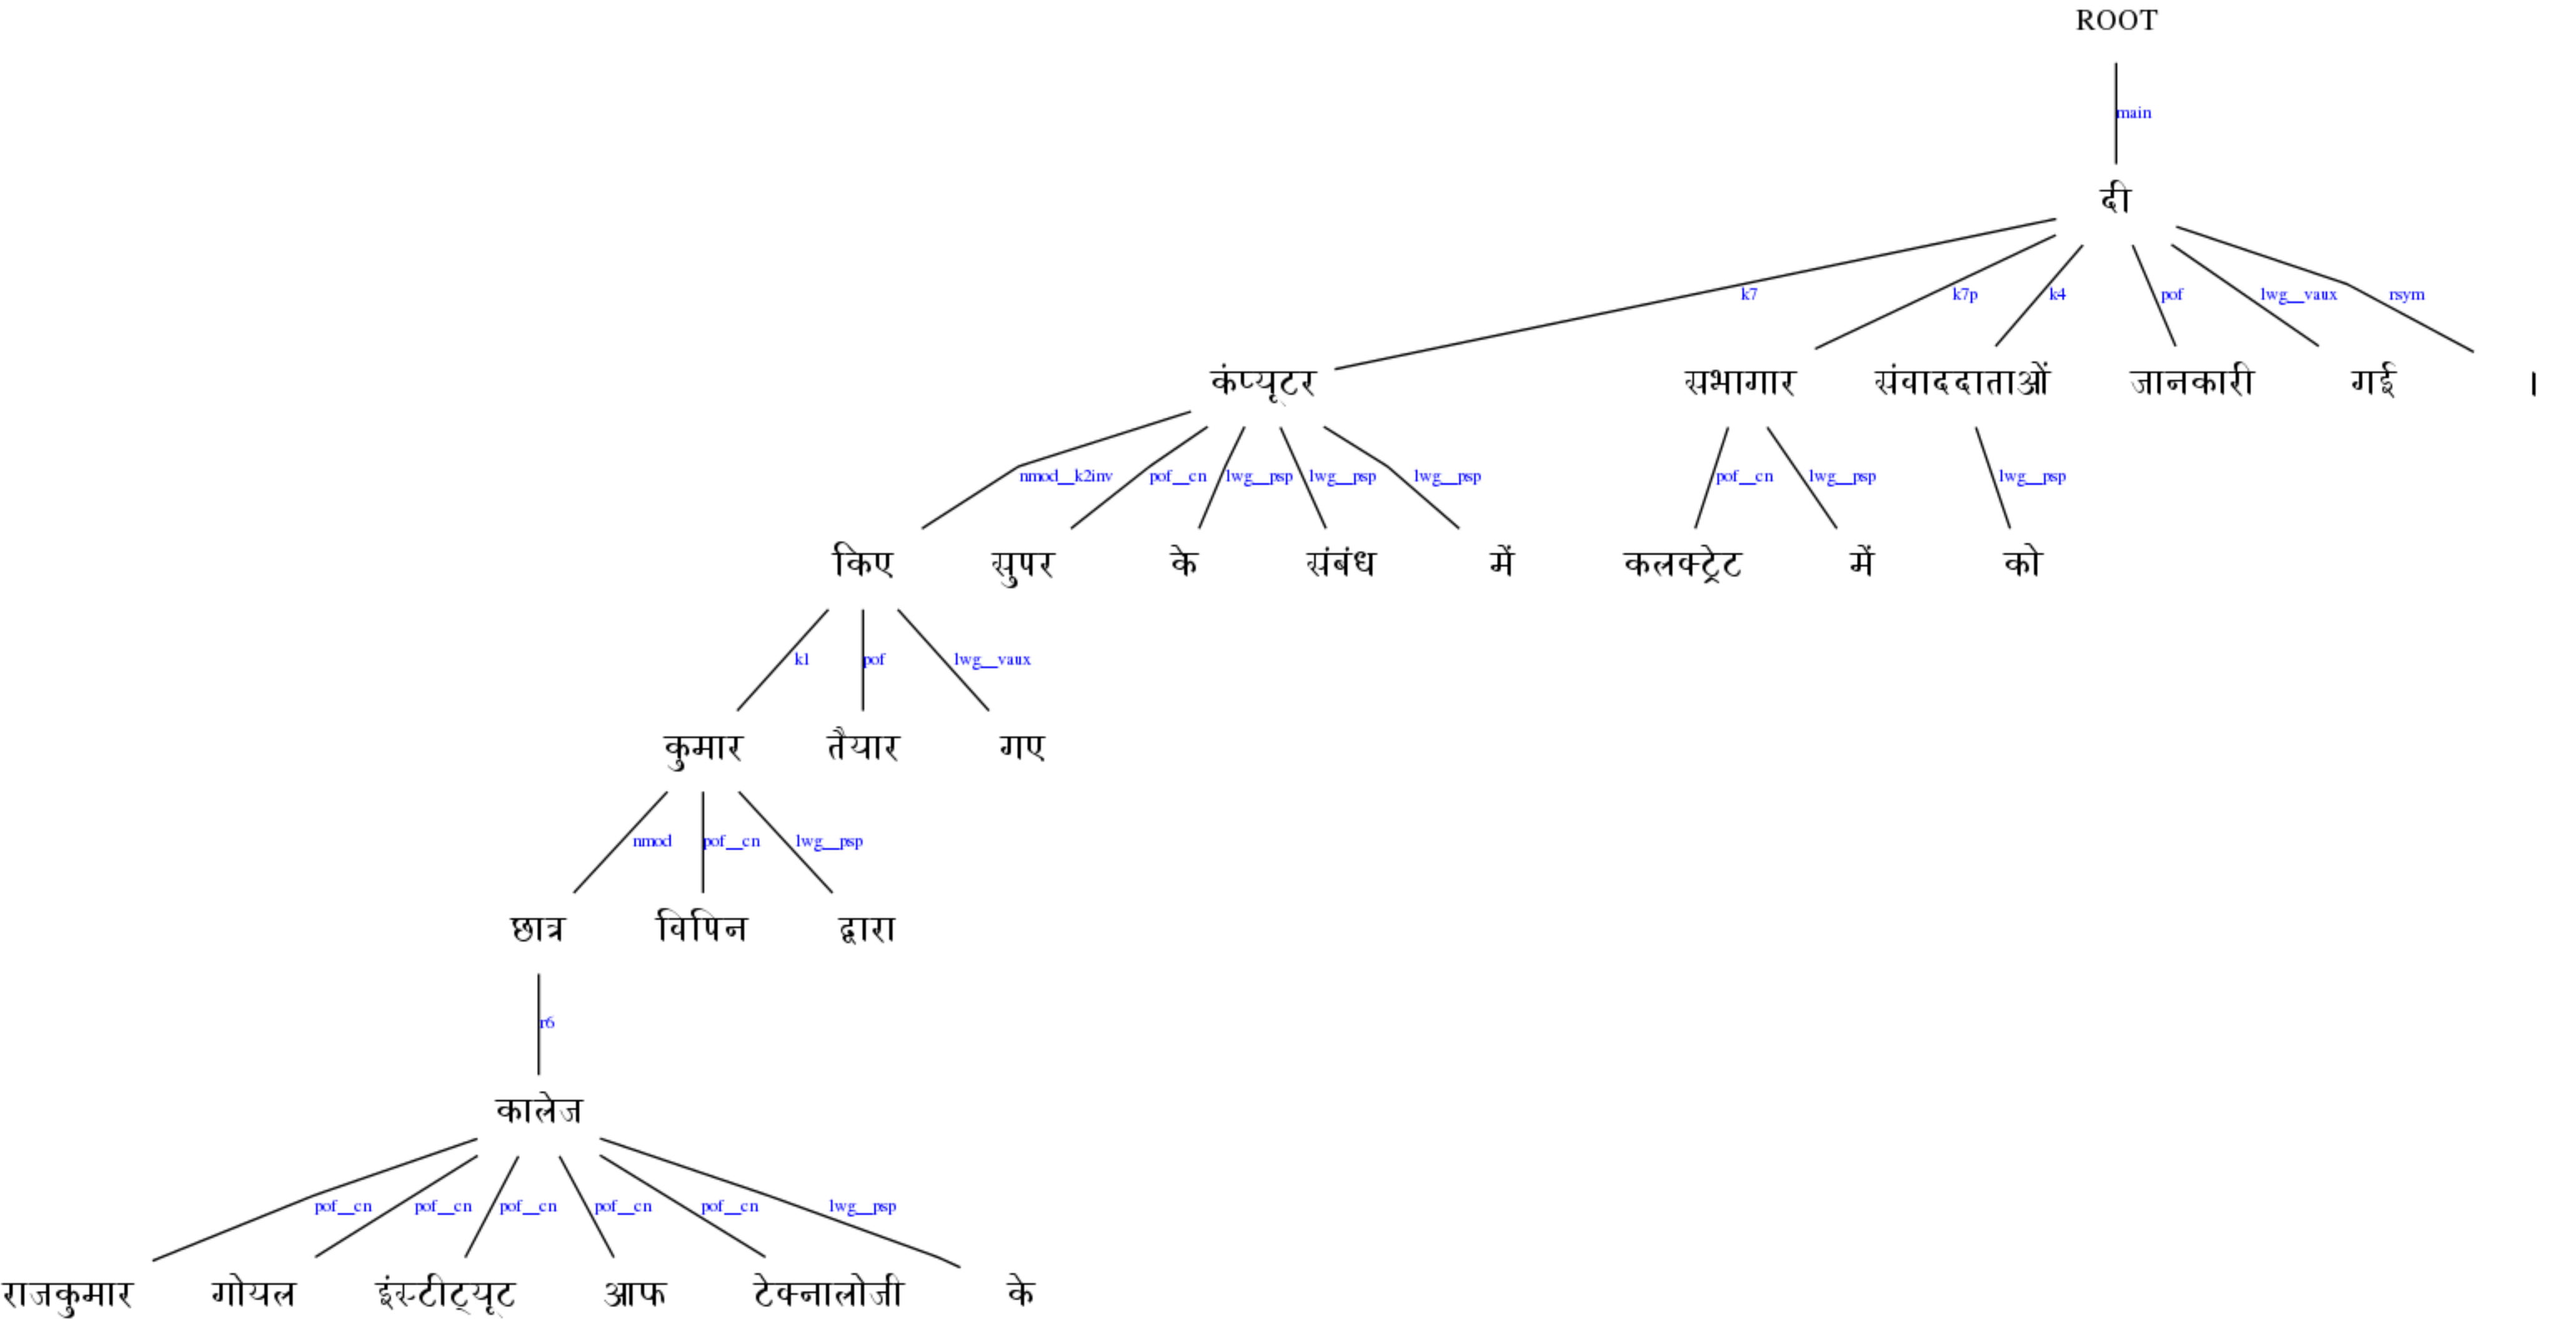 ROOT
main
दी
k7 k7p k4 pof lwg__vaux rsym
कंप्यूटर सभागार संवाददाताओं जानकारी गई ।
nmod__k2inv pof__cn lwg__psp lwg__psp lwg__psp pof__cn lwg__psp lwg__psp
किए सुपर के संबंध में कलक्ट्रेट में को
k1 pof lwg__vaux
कुमार तैयार गए
nmod pof__cn lwg__psp
छात्र विपिन द्वारा
r6
कालेज
pof__cn pof__cn pof__cn pof__cn pof__cn lwg__psp
राजकुमार गोयल इंस्टीट्यूट आफ टेक्नालोजी के